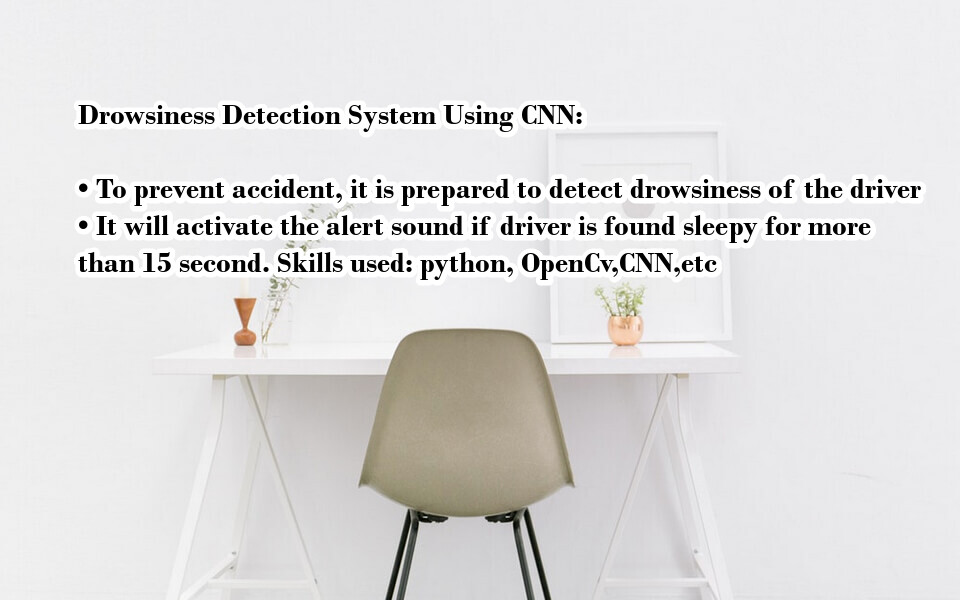 Drowsiness Detection System Using CNN:
• To prevent accident, it is prepared to detect drowsiness of the driver
• It will activate the alert sound if driver is found sleepy for more
than 15 second. Skills used: python, OpenCv,CNN,etc